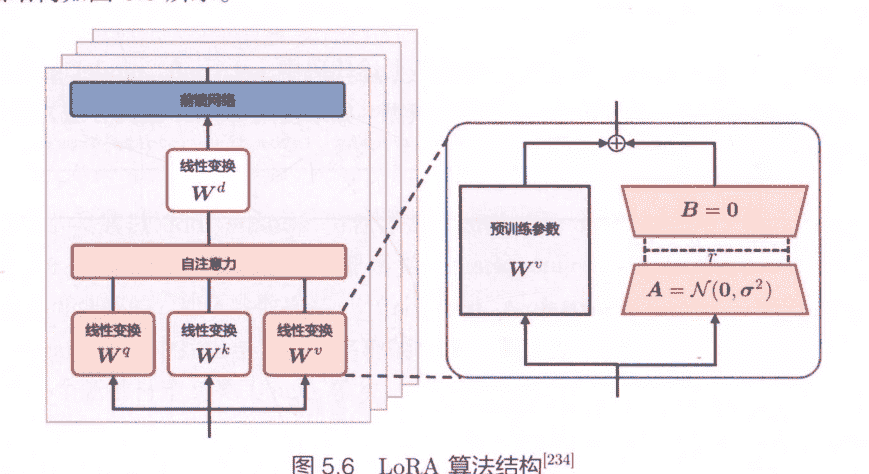 前馈网络
线性变换
W^d
自注意力
线性变换
W^q
线性变换
W^k
线性变换
W^v
预训练参数
W^v
B = 0
r
A = N(0, σ²)
图 5.6 LoRA 算法结构[234]